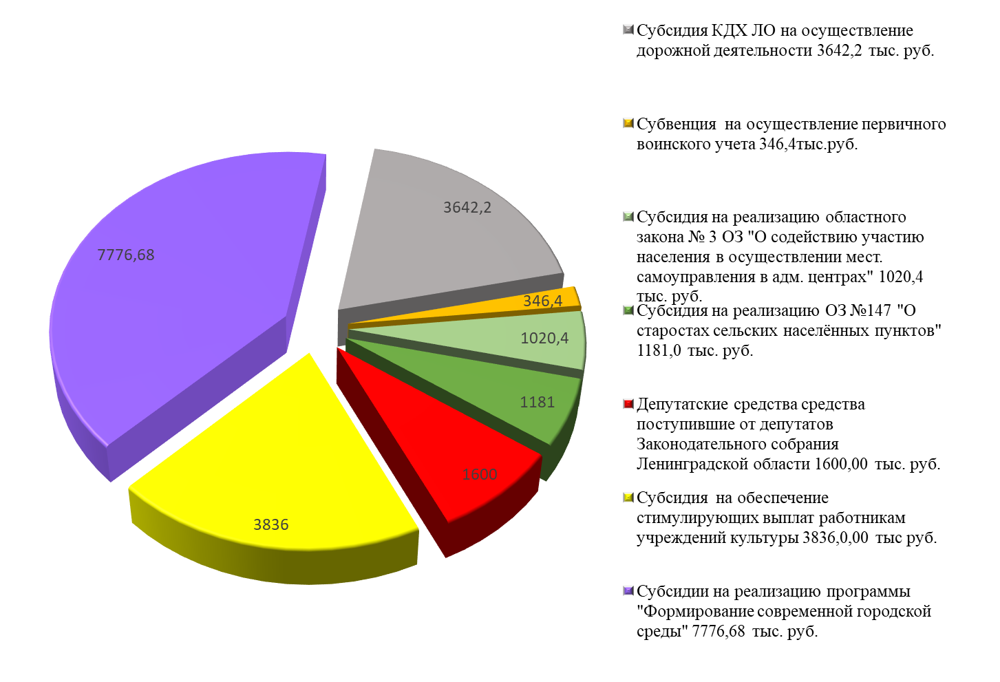 3642,2
7776,68
346,4
1020,4
1181
1600
3836
Субсидия КДХ ЛО на осуществление
дорожной деятельности 3642,2 тыс. руб.
Субвенция на осуществление первичного
воинского учета 346,4тыс.руб.
Субсидия на реализацию областного
закона № 3 ОЗ "О содействию участию
населения в осуществлении мест.
самоуправления в адм. центрах" 1020,4
тыс. руб.
Субсидия на реализацию ОЗ №147 "О
старостах сельских населённых пунктов"
1181,0 тыс. руб.
Депутатские средства средства
поступившие от депутатов
Законодательного собрания
Ленинградской области 1600,00 тыс. руб.
Субсидия на обеспечение
стимулирующих выплат работникам
учреждений культуры 3836,0,00 тыс руб.
Субсидии на реализацию программы
"Формирование современной городской
среды" 7776,68 тыс. руб.